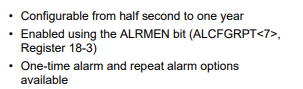 • Configurable from half second to one year
• Enabled using the ALRMEN bit (ALCFGRPT<7>,
Register 18-3)
• One-time alarm and repeat alarm options
available